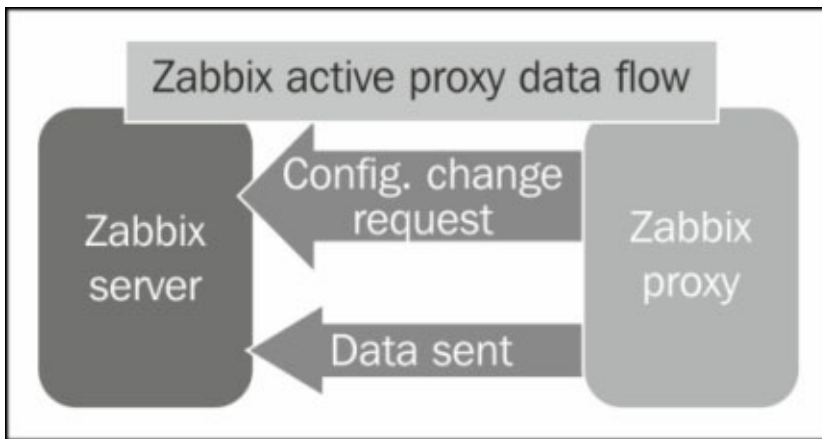 Zabbix active proxy data flow
Zabbix
server
Config. change
request
Data sent
Zabbix
proxy